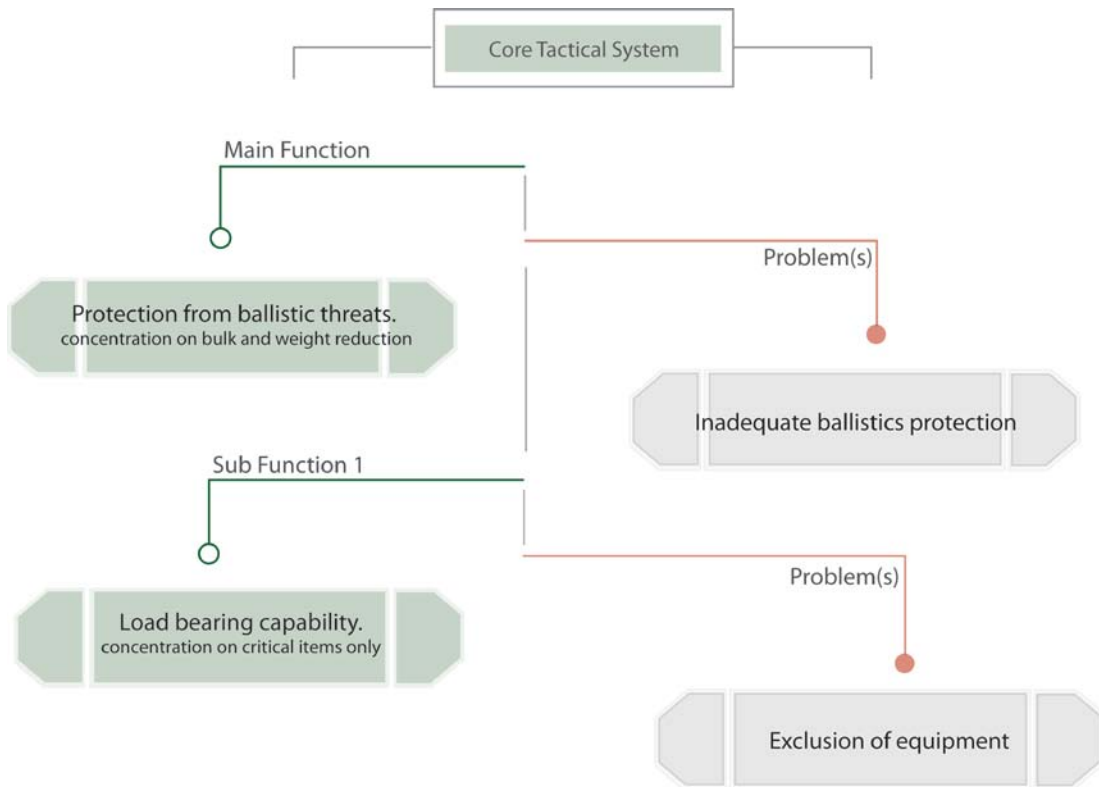 Core Tactical System
Main Function
Problem(s)
Protection from ballistic threats.
concentration on bulk and weight reduction
Inadequate ballistics protection
Sub Function 1
Problem(s)
Load bearing capability.
concentration on critical items only
Exclusion of equipment